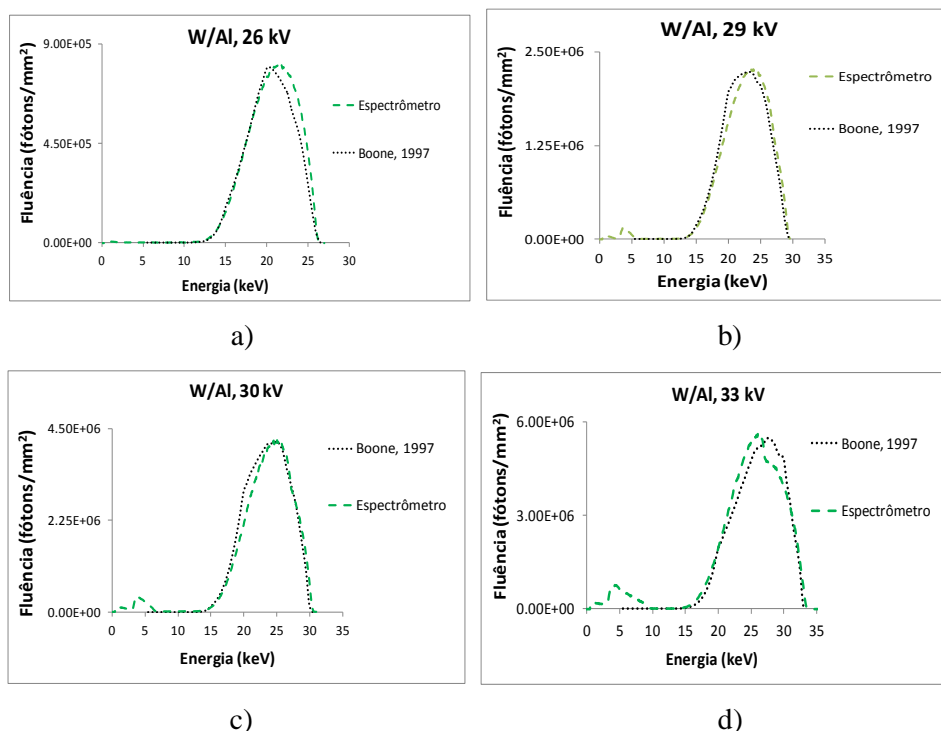 W/Al, 26 kV
Fluência (fótons/mm²)
9.00E+05
4.50E+05
0.00E+00
0 5 10 15 20 25 30
Energia (keV)
Espectrômetro
Boone, 1997
a)
W/Al, 29 kV
Fluência (fótons/mm²)
2.50E+06
1.25E+06
0.00E+00
0 5 10 15 20 25 30 35
Energia (keV)
Espectrômetro
Boone, 1997
b)
W/Al, 30 kV
Fluência (fótons/mm²)
4.50E+06
2.25E+06
0.00E+00
0 5 10 15 20 25 30 35
Energia (keV)
Boone, 1997
Espectrômetro
c)
W/Al, 33 kV
Fluência (fótons/mm²)
6.00E+06
3.00E+06
0.00E+00
0 5 10 15 20 25 30 35
Energia (keV)
Boone, 1997
Espectrômetro
d)